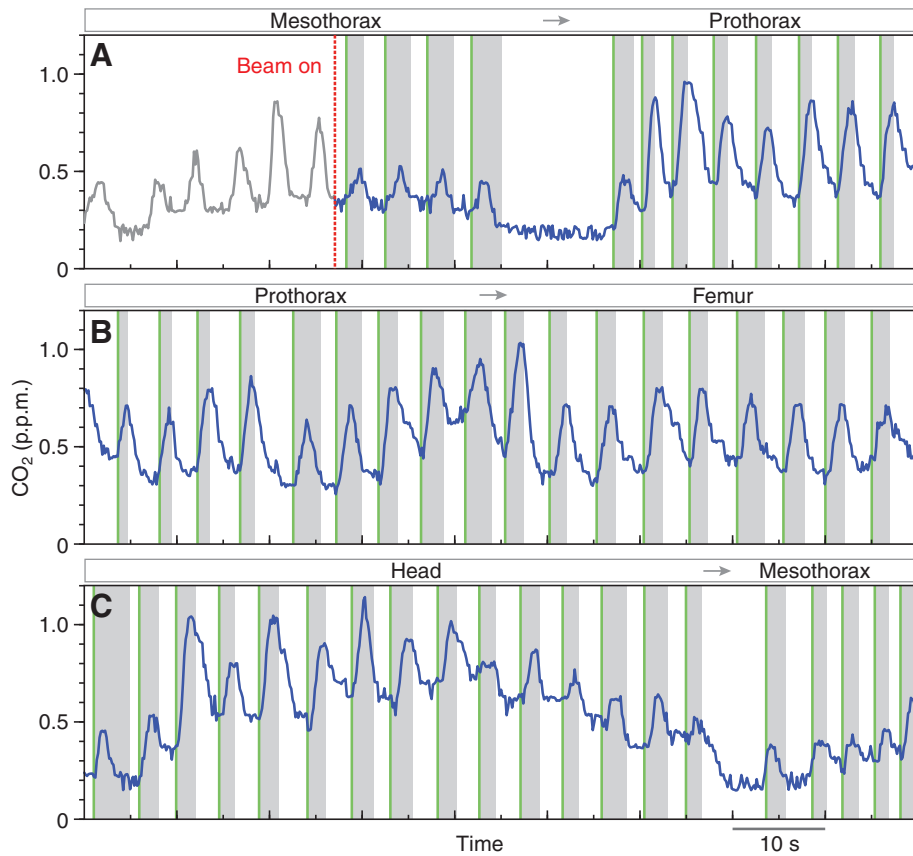 Mesothorax → Prothorax
A
Beam on
1.0
0.5
0
Prothorax → Femur
B
1.0
0.5
0
CO₂ (p.p.m.)
Head → Mesothorax
C
1.0
0.5
0
Time
10 s